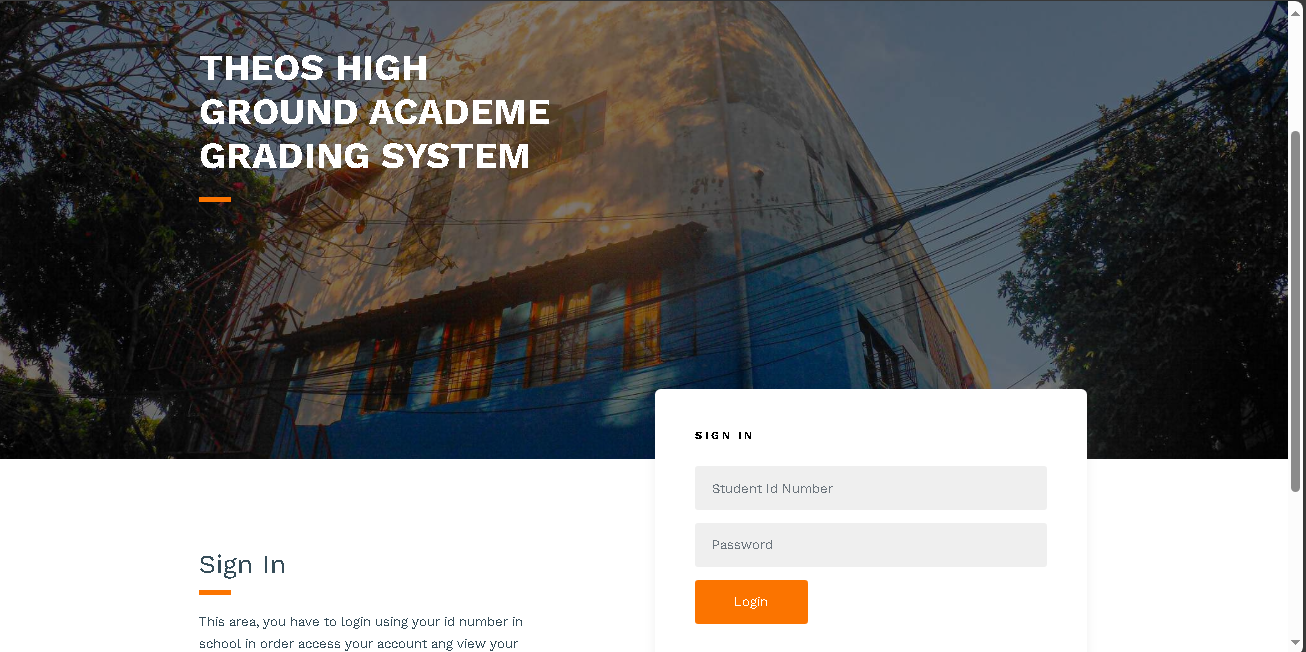 THEOS HIGH
GROUND ACADEME
GRADING SYSTEM
SIGN IN
Student Id Number
Password
Login
Sign In
This area, you have to login using your id number in
school in order access your account ang view your